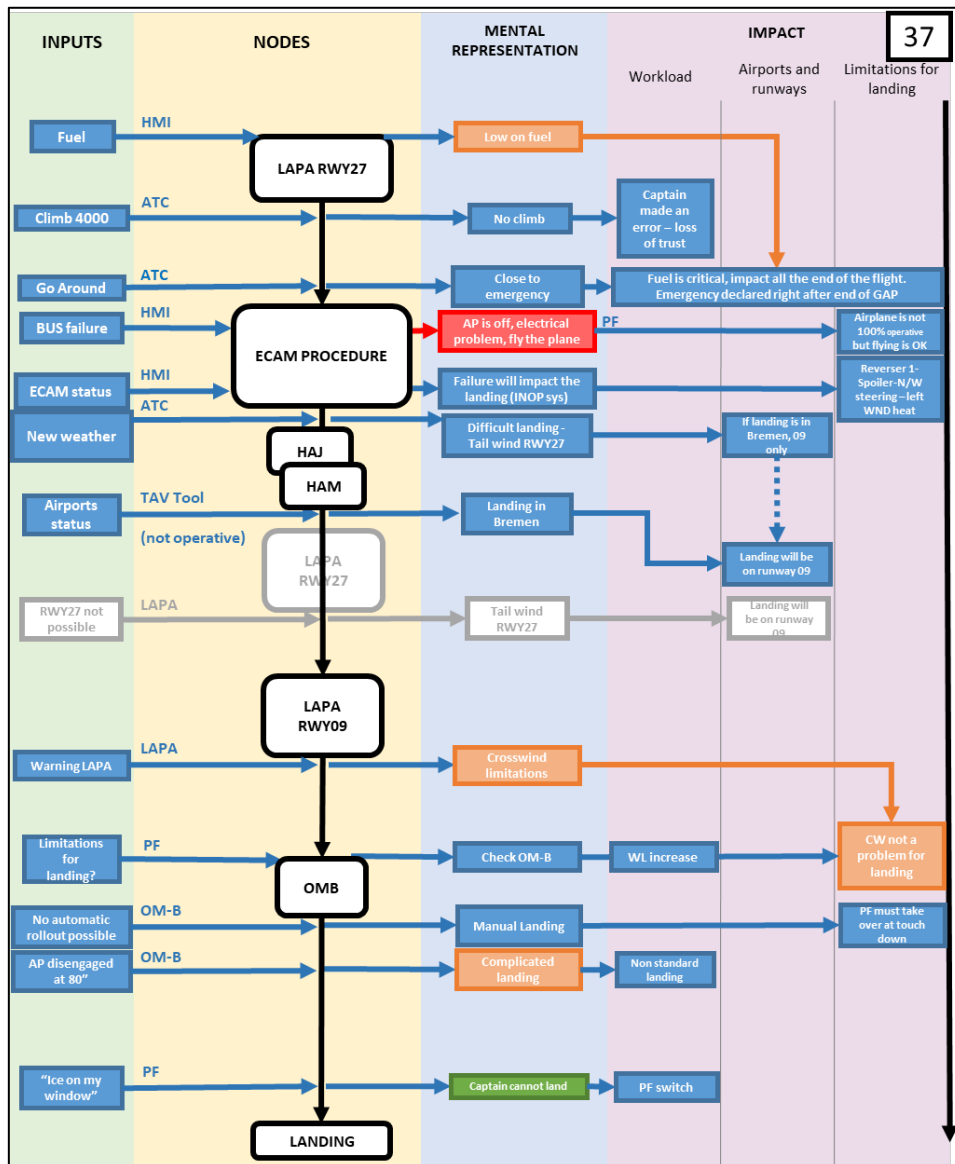 37
INPUTS
NODES
MENTAL
REPRESENTATION
IMPACT
Workload
Airports and
runways
Limitations for
landing
Fuel
HMI
Low on fuel
LAPA RWY27
Climb 4000
ATC
No climb
Captain
made an
error – loss
of trust
Go Around
ATC
Close to
emergency
Fuel is critical, impact all the end of the flight.
Emergency declared right after end of GAP
BUS failure
HMI
ECAM PROCEDURE
AP is off, electrical
problem, fly the plane
PF
Airplane is not
100% operative
but flying is OK
ECAM status
HMI
Failure will impact the
landing (INOP sys)
Reverser 1-
Spoiler-N/W
steering – left
WND heat
New weather
ATC
Difficult landing -
Tail wind RWY27
If landing is in
Bremen, 09
only
HAJ
HAM
Airports
status
TAV Tool
(not operative)
Landing in
Bremen
Landing will be
on runway 09
LAPA
RWY27
RWY27 not
possible
LAPA
Tail wind
RWY27
Landing will
be on runway
09
LAPA
RWY09
Warning LAPA
LAPA
Crosswind
limitations
CW not a
problem for
landing
Limitations
for
landing?
PF
OMB
Check OM-B
WL increase
No automatic
rollout possible
OM-B
Manual Landing
PF must take
over at touch
down
AP disengaged
at 80”
OM-B
Complicated
landing
Non standard
landing
“Ice on my
window”
PF
Captain cannot land
PF switch
LANDING